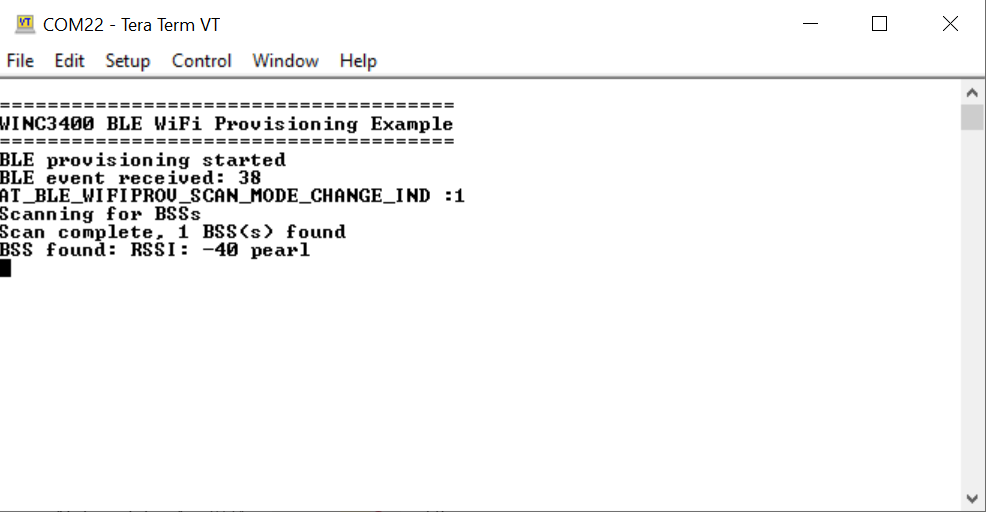 COM22 - Tera Term VT
File Edit Setup Control Window Help
======================================
WINC3400 BLE WiFi Provisioning Example
======================================
BLE provisioning started
BLE event received: 38
AT_BLE_WIFIPROV_SCAN_MODE_CHANGE_IND :1
Scanning for BSSs
Scan complete, 1 BSS(s) found
BSS found: RSSI: -40 pearl